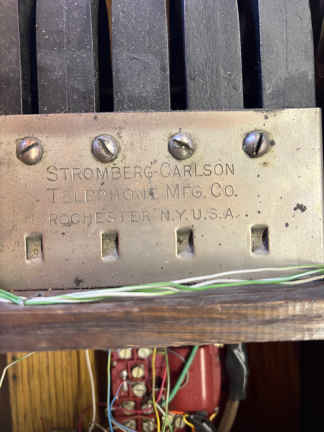 STROMBERG-CARLSON
TELEPHONE MFG. CO.
ROCHESTER N.Y. U.S.A.